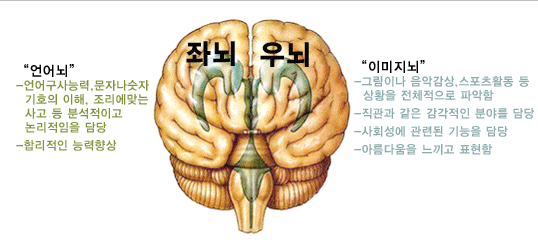 좌뇌 우뇌
“언어뇌”
–언어구사능력,문자나숫자
기호의 이해, 조리에맞는
사고 등 분석적이고
논리적임을 담당
–합리적인 능력향상
“이미지뇌”
–그림이나 음악감상,스포츠활동 등
상황을 전체적으로 파악함
–직관과 같은 감각적인 분야를 담당
–사회성에 관련된 기능을 담당
–아름다움을 느끼고 표현함